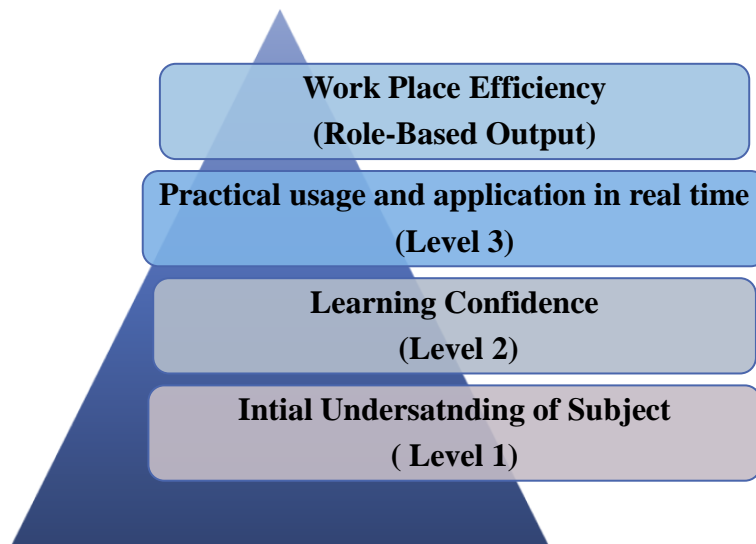 Work Place Efficiency
(Role-Based Output)
Practical usage and application in real time
(Level 3)
Learning Confidence
(Level 2)
Intial Undersatnding of Subject
( Level 1)